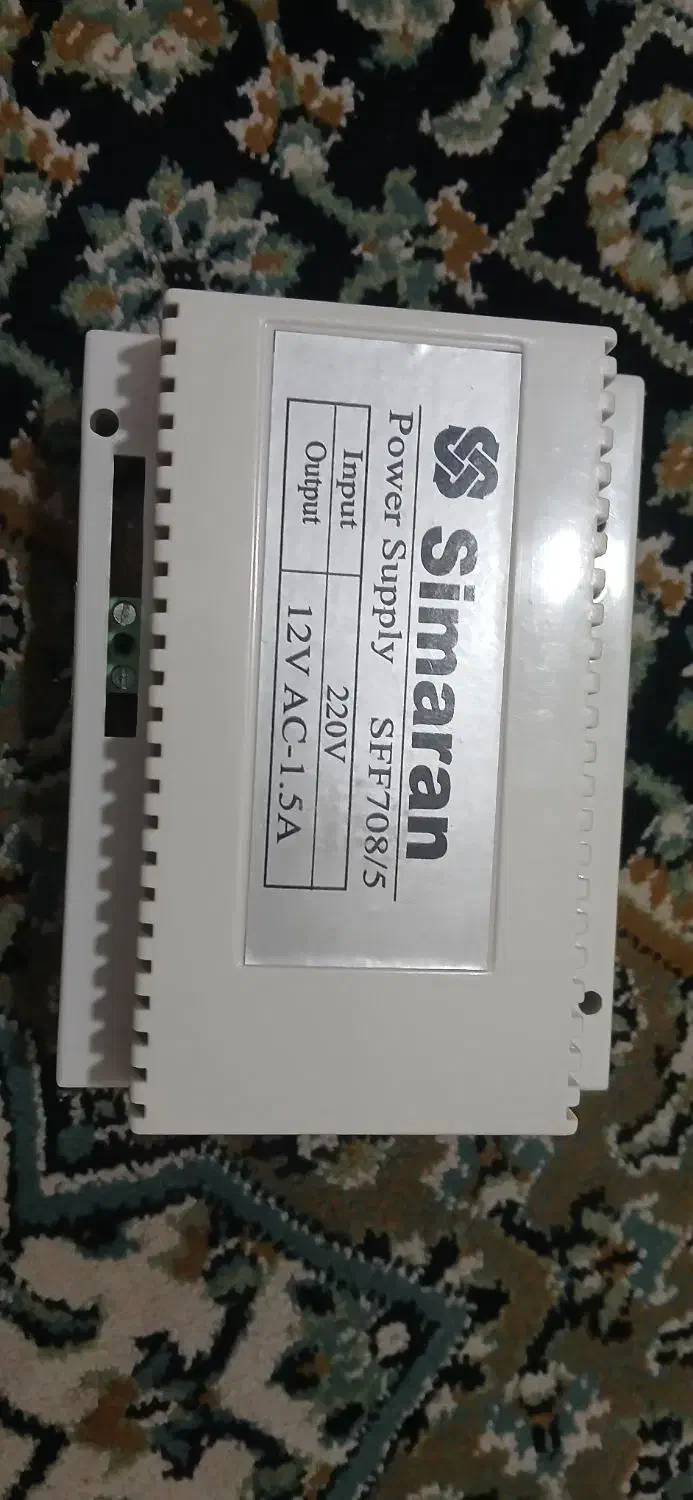 Simaran
Power Supply SFF708/5
Input 220V
Output 12V AC-1.5A